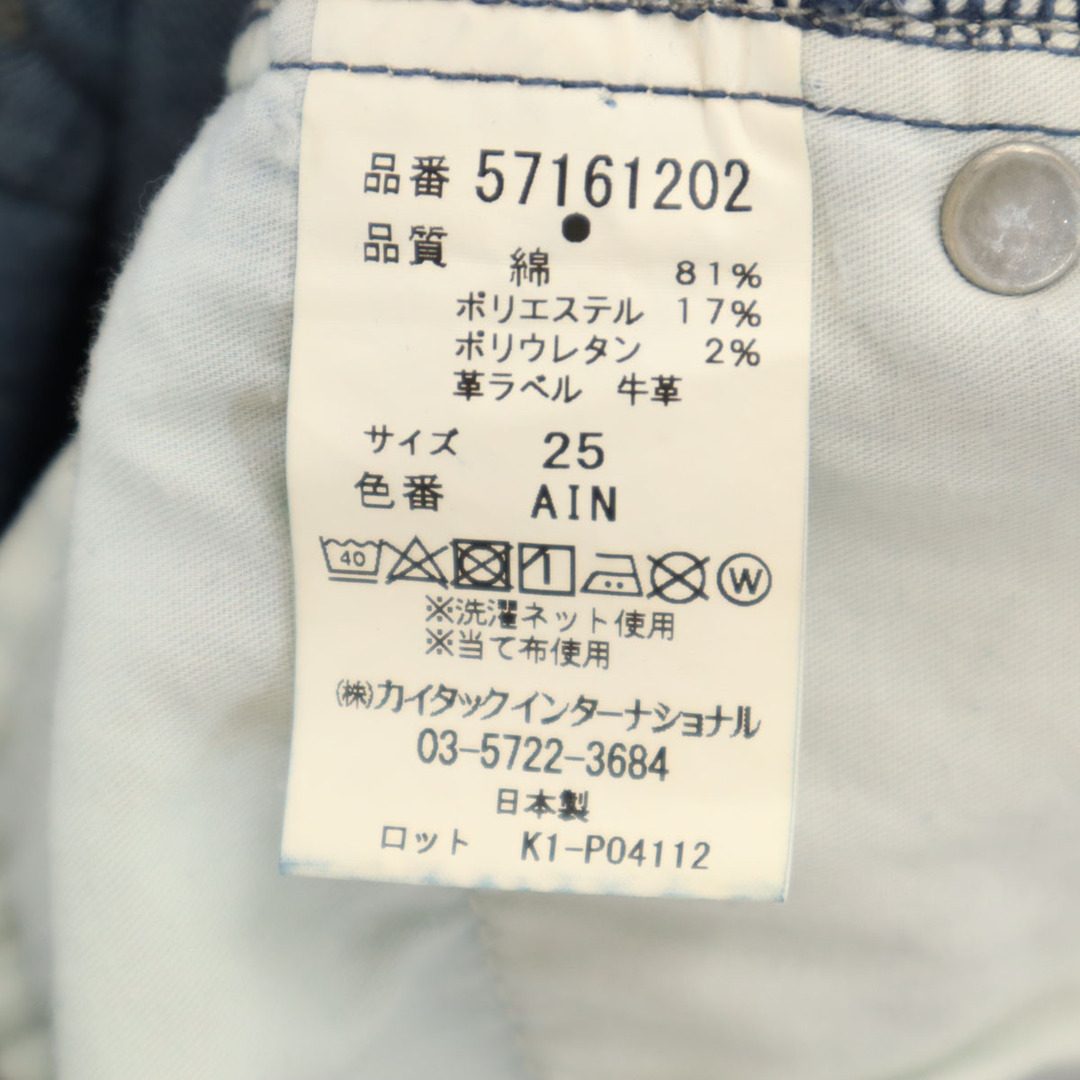 品番 57161202
品質
綿 81%
ポリエステル 17%
ポリウレタン 2%
革ラベル 牛革
サイズ 25
色番 AIN
40 W
※洗濯ネット使用
※当て布使用
(株)カイタックインターナショナル
03-5722-3684
日本製
ロット K1-P04112